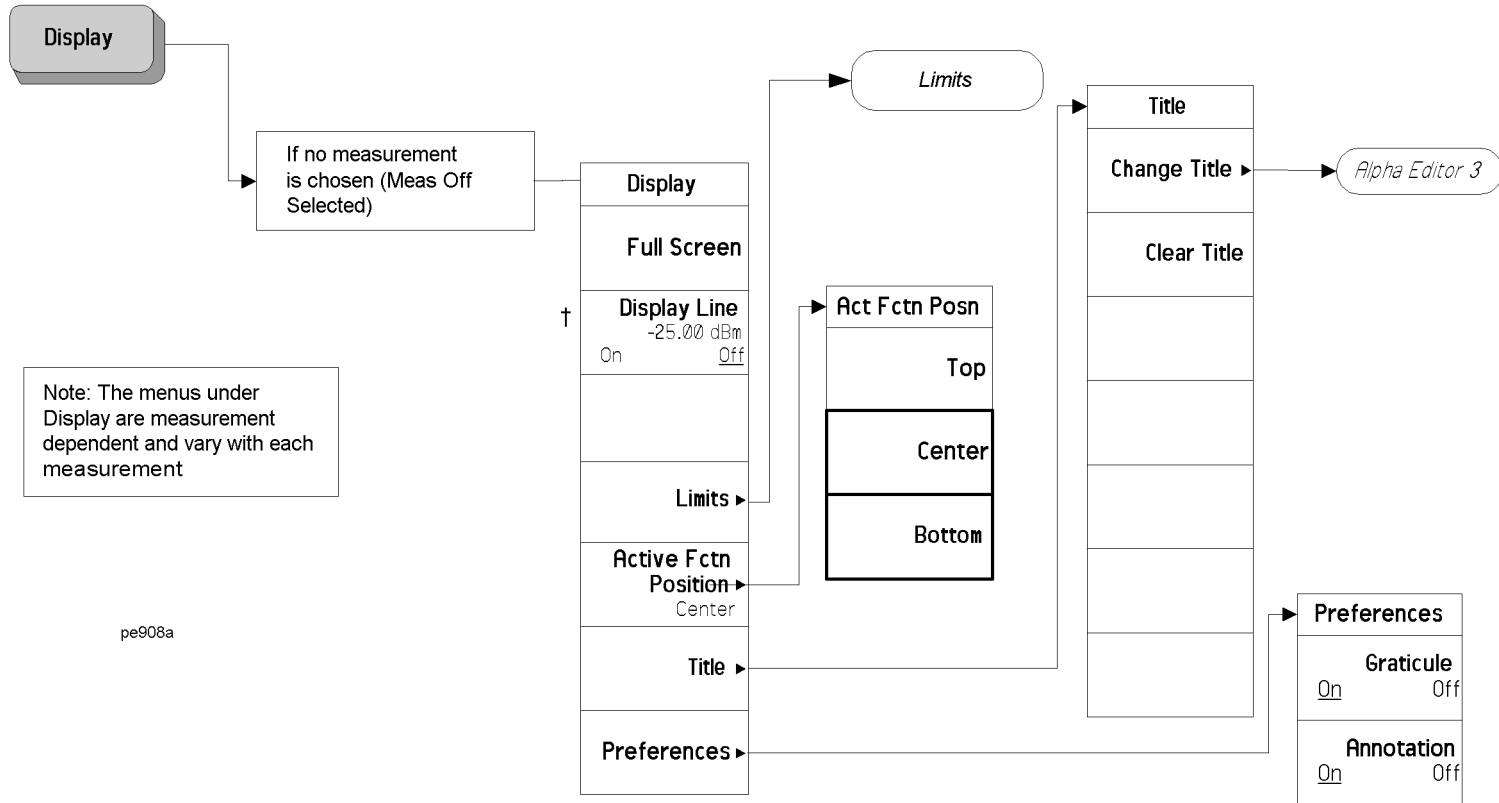 Display
If no measurement
is chosen (Meas Off
Selected)
Note: The menus under
Display are measurement
dependent and vary with each
measurement
pe908a
Display
Full Screen
†
Display Line
-25.00 dBm
On Off
Limits
Active Fctn
Position
Center
Title
Preferences
Limits
Act Fctn Posn
Top
Center
Bottom
Title
Change Title
Clear Title
Alpha Editor 3
Preferences
Graticule
On Off
Annotation
On Off